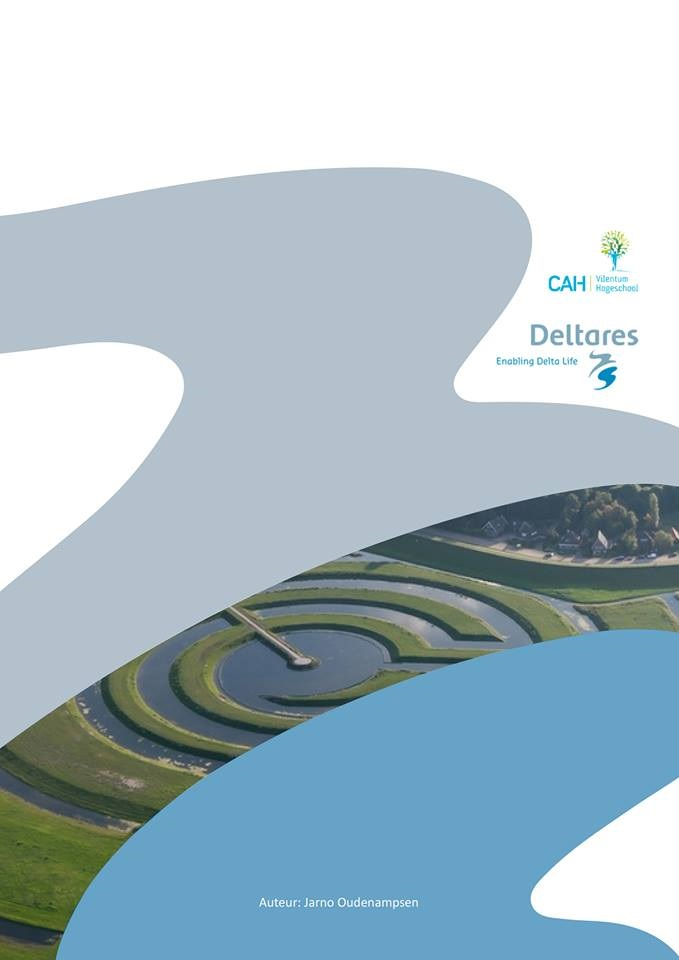 CAH
Vilentum
Hogeschool
Deltares
Enabling Delta Life
Auteur: Jarno Oudenampsen